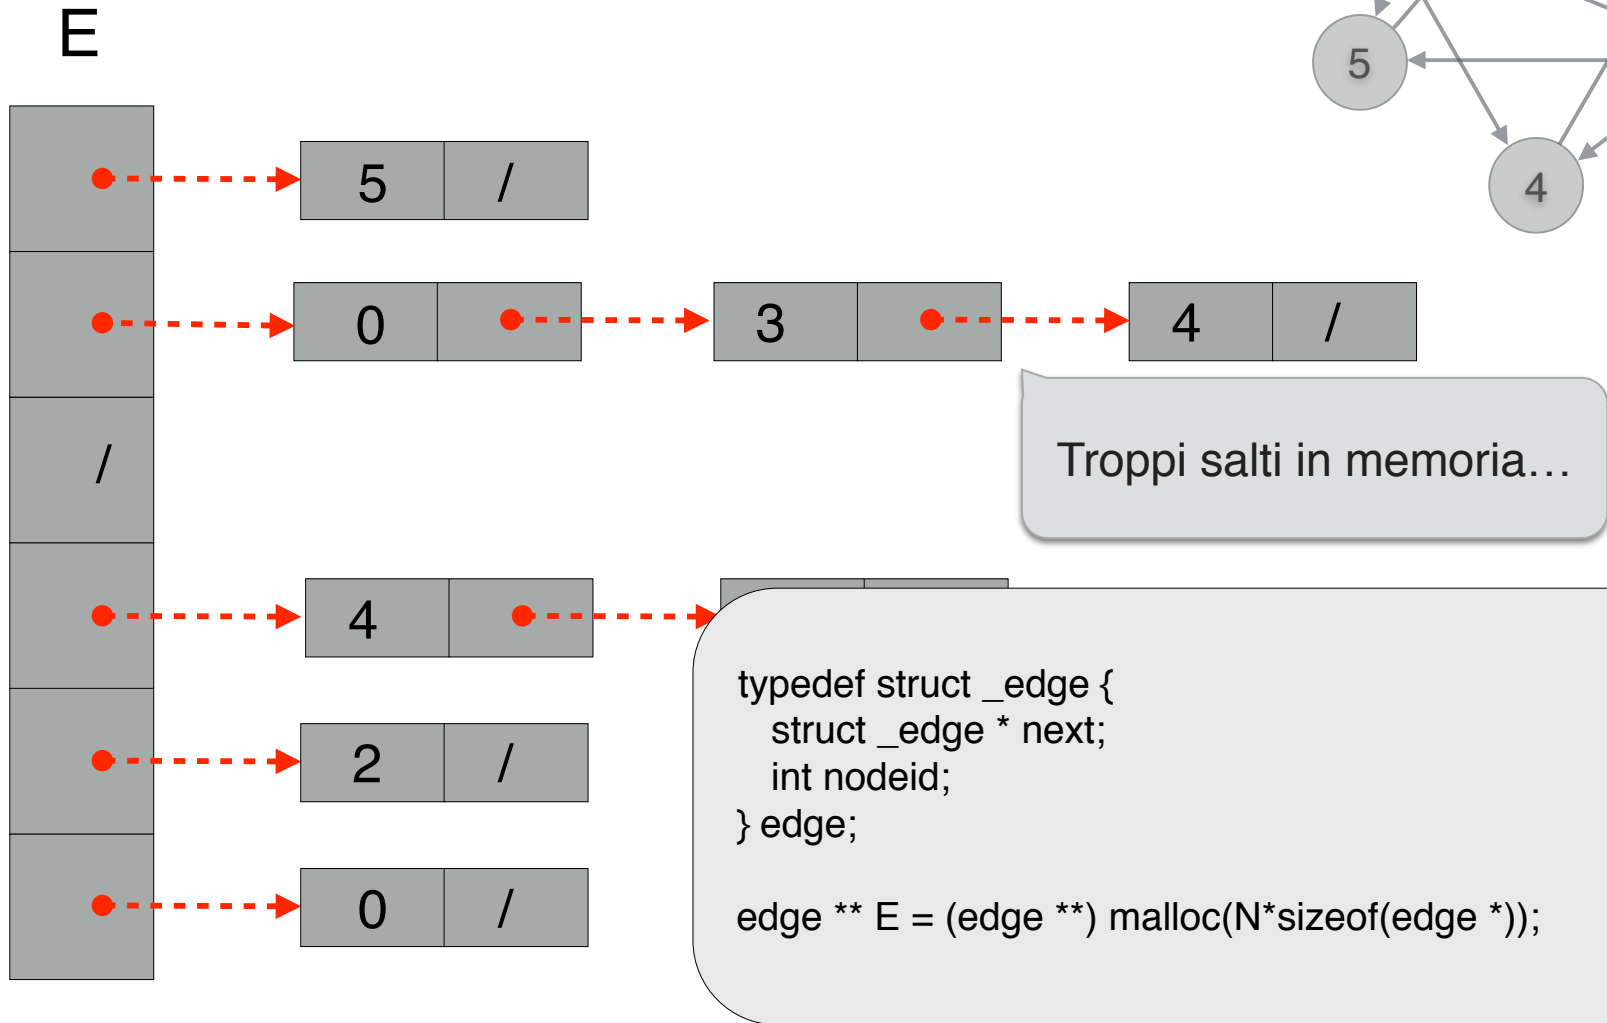 E
5
4
5 /
0 3 4 /
/
Troppi salti in memoria…
4
typedef struct _edge {
struct _edge * next;
int nodeid;
} edge;
2 /
0 /
edge ** E = (edge **) malloc(N*sizeof(edge *));